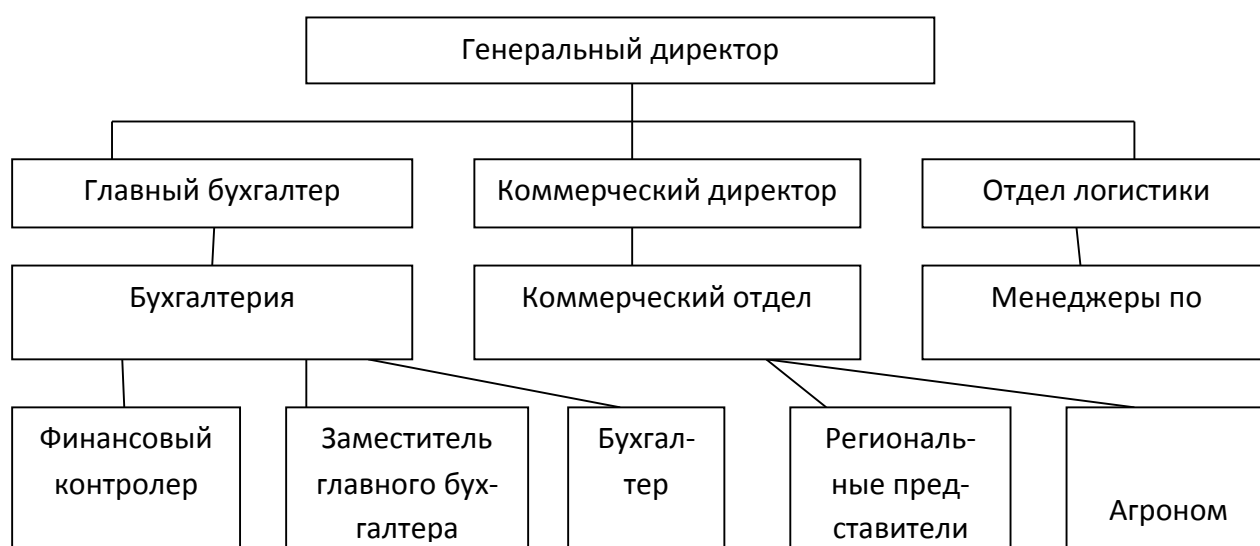 Генеральный директор
Главный бухгалтер
Коммерческий директор
Отдел логистики
Бухгалтерия
Коммерческий отдел
Менеджеры по
Финансовый
контролер
Заместитель
главного бух-
галтера
Бухгал-
тер
Региональ-
ные пред-
ставители
Агроном